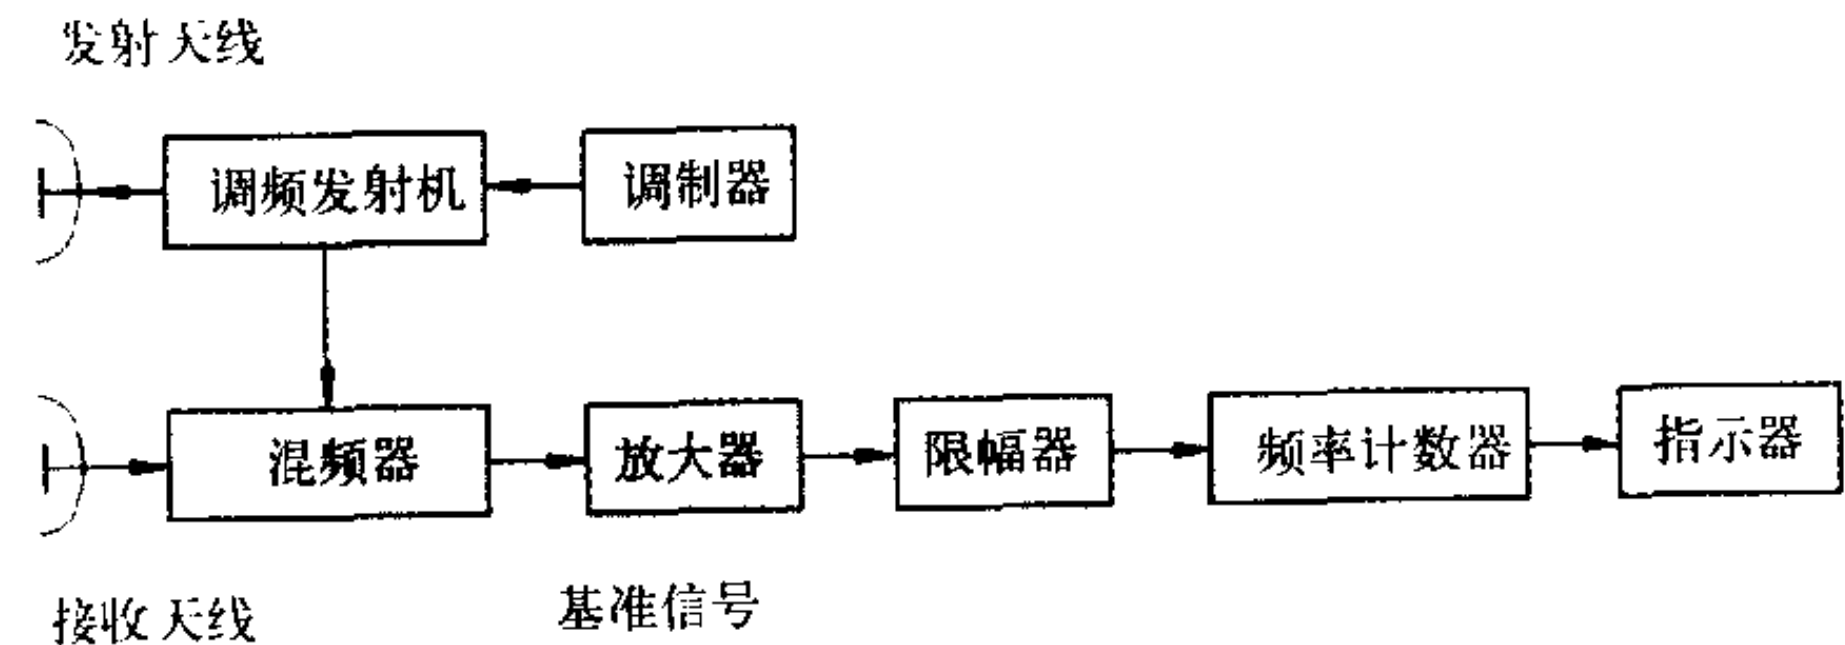 发射天线
调频发射机
调制器
混频器
放大器
限幅器
频率计数器
指示器
接收天线
基准信号